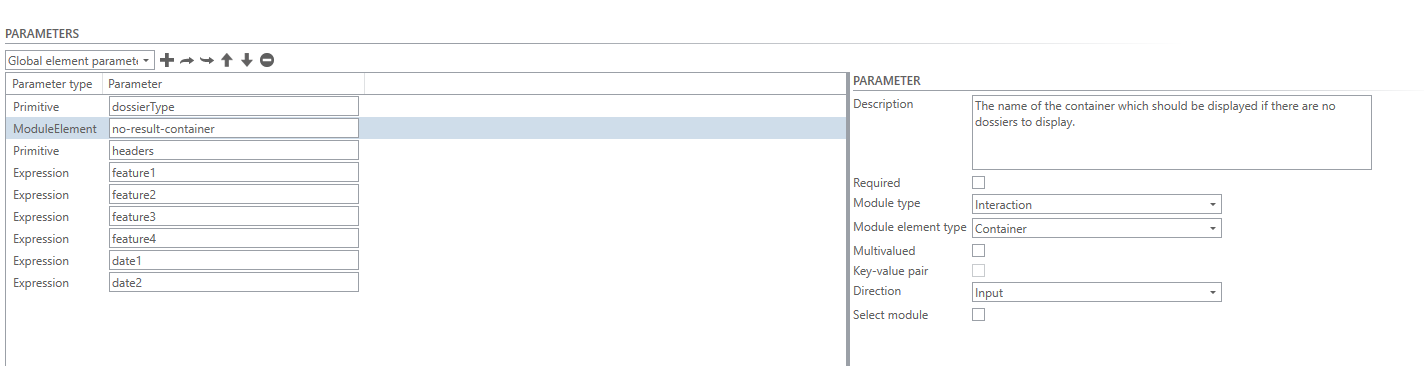 PARAMETERS
Global element paramete
Parameter type Parameter
Primitive dossierType
ModuleElement no-result-container
Primitive headers
Expression feature1
Expression feature2
Expression feature3
Expression feature4
Expression date1
Expression date2
PARAMETER
Description The name of the container which should be displayed if there are no
dossiers to display.
Required
Module type Interaction
Module element type Container
Multivalued
Key-value pair
Direction Input
Select module